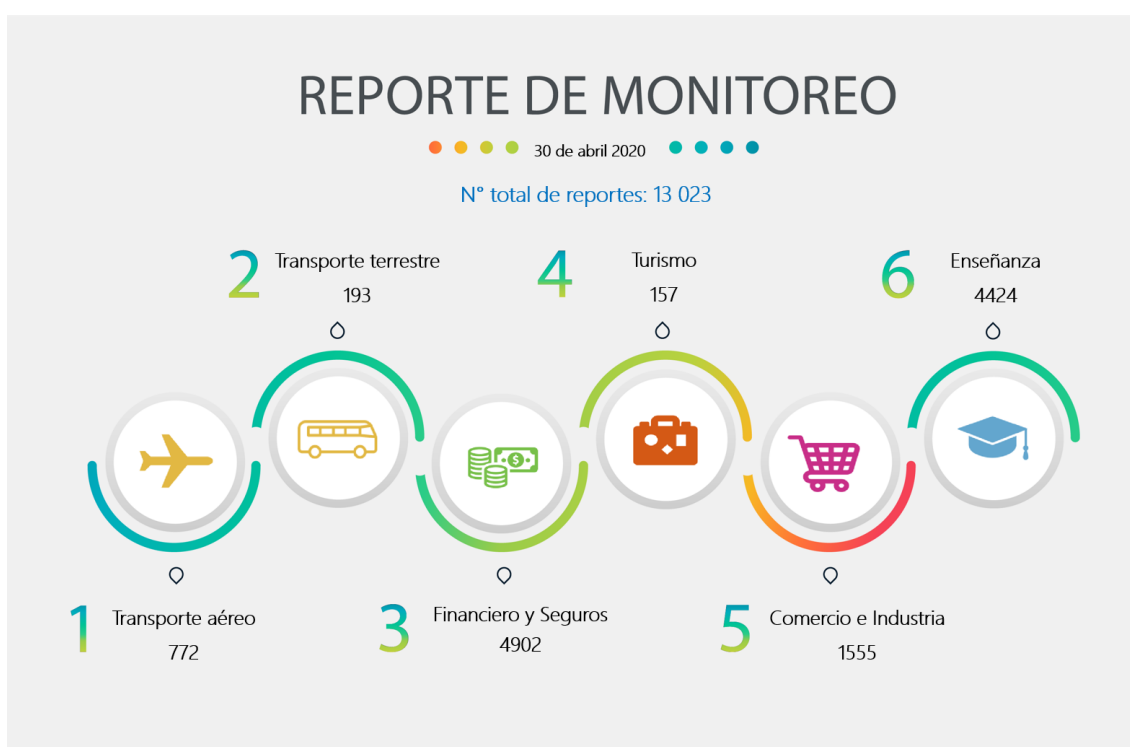 REPORTE DE MONITOREO
30 de abril 2020
N° total de reportes: 13 023
1
Transporte aéreo
772
2
Transporte terrestre
193
3
Financiero y Seguros
4902
4
Turismo
157
5
Comercio e Industria
1555
6
Enseñanza
4424